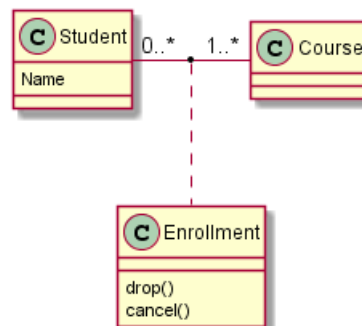 C Student
0..*
1..*
C Course
Name
C Enrollment
drop()
cancel()